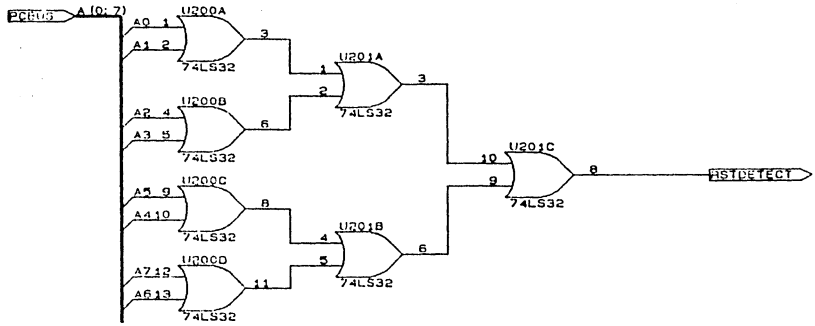 PCBUS A (0:7)
U200A
A0 1
A1 2
3
74LS32
U200B
A2 4
A3 5
6
74LS32
U200C
A5 9
A4 10
8
74LS32
U200D
A7 12
A6 13
11
74LS32
U201A
1
2
3
74LS32
U201B
4
5
6
74LS32
U201C
10
9
8
74LS32
RSTDETECT